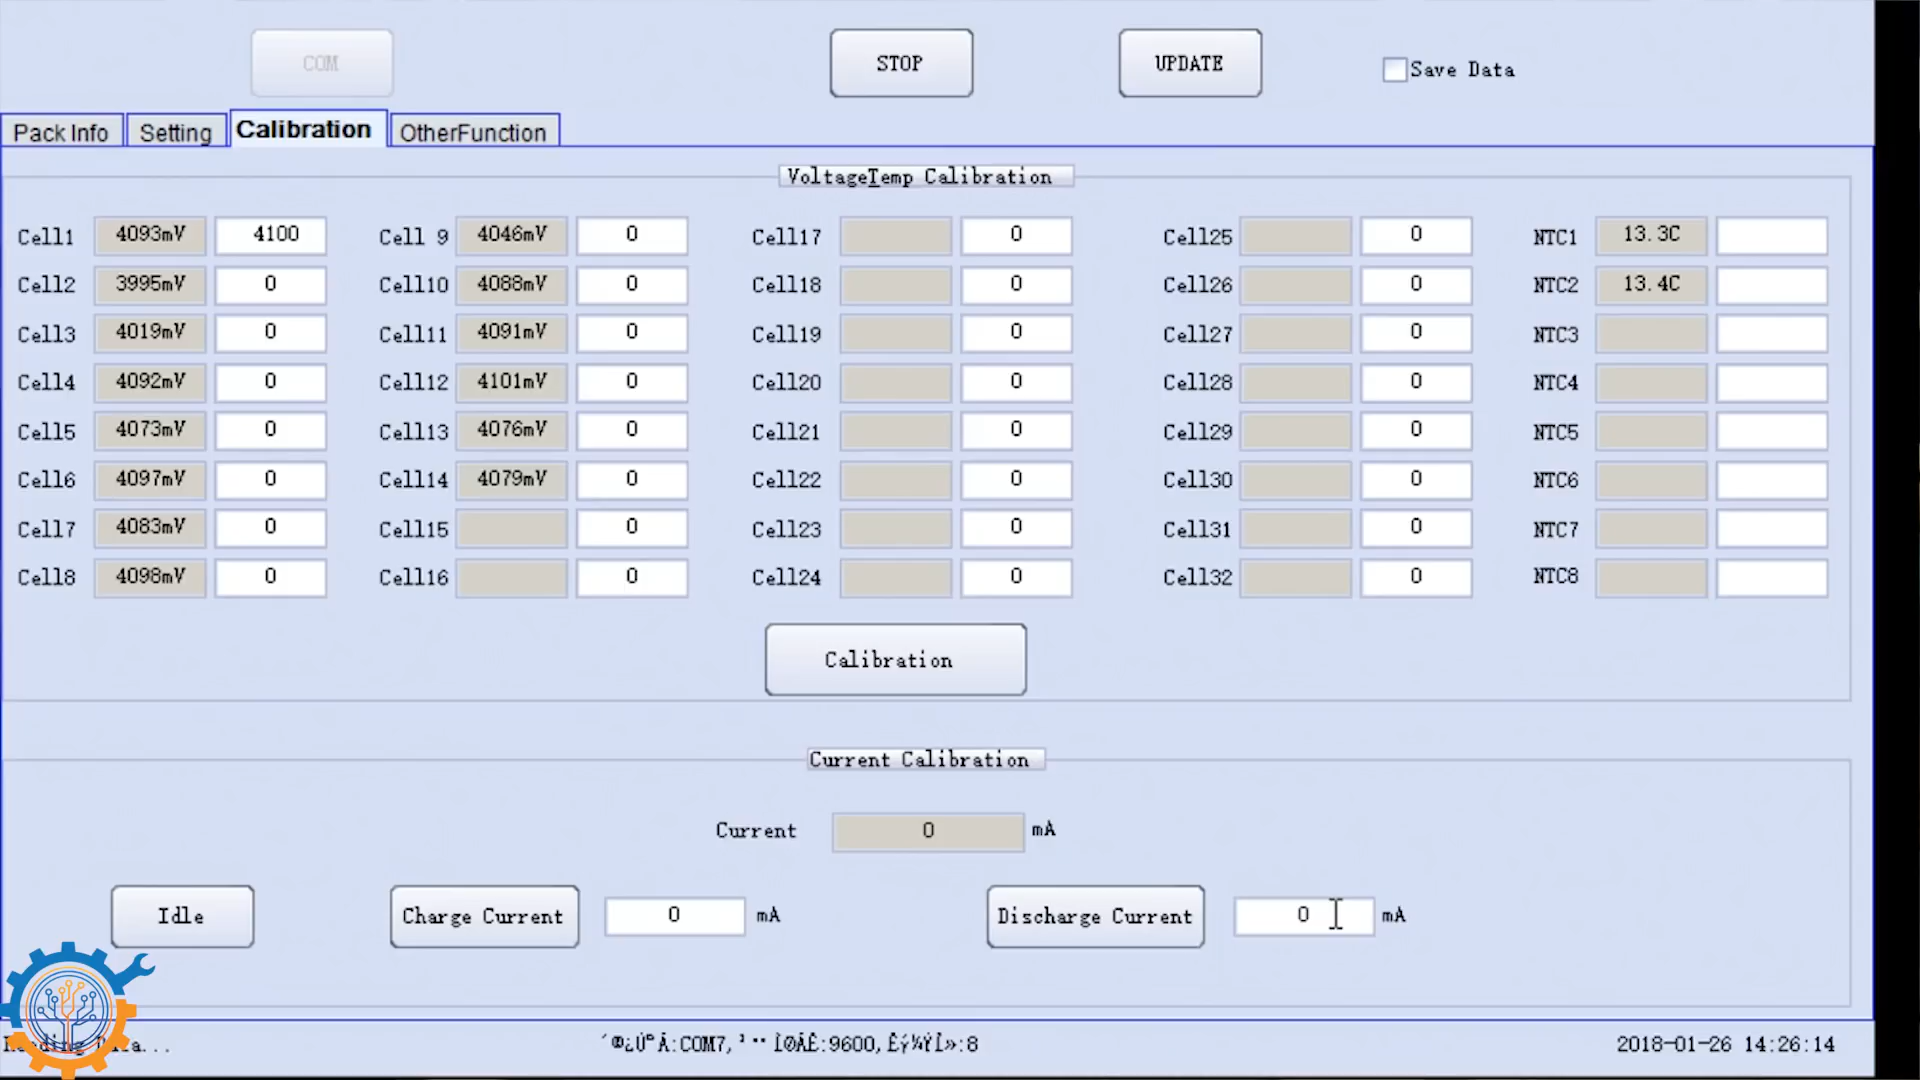 COM STOP UPDATE Save Data
Pack Info Setting Calibration OtherFunction
VoltageTemp Calibration
Cell1 4093mV 4100 Cell 9 4046mV 0 Cell17 0 Cell25 0 NTC1 13.3C
Cell2 3995mV 0 Cell10 4088mV 0 Cell18 0 Cell26 0 NTC2 13.4C
Cell3 4019mV 0 Cell11 4091mV 0 Cell19 0 Cell27 0 NTC3
Cell4 4092mV 0 Cell12 4101mV 0 Cell20 0 Cell28 0 NTC4
Cell5 4073mV 0 Cell13 4076mV 0 Cell21 0 Cell29 0 NTC5
Cell6 4097mV 0 Cell14 4079mV 0 Cell22 0 Cell30 0 NTC6
Cell7 4083mV 0 Cell15 0 Cell23 0 Cell31 0 NTC7
Cell8 4098mV 0 Cell16 0 Cell24 0 Cell32 0 NTC8
Calibration
Current Calibration
Current 0 mA
Idle Charge Current 0 mA Discharge Current 0 mA
´®¿Ú°Å:COM7,³¨¨ÌØÂÊ:9600,Êý¾ÝÎ»:8 2018-01-26 14:26:14